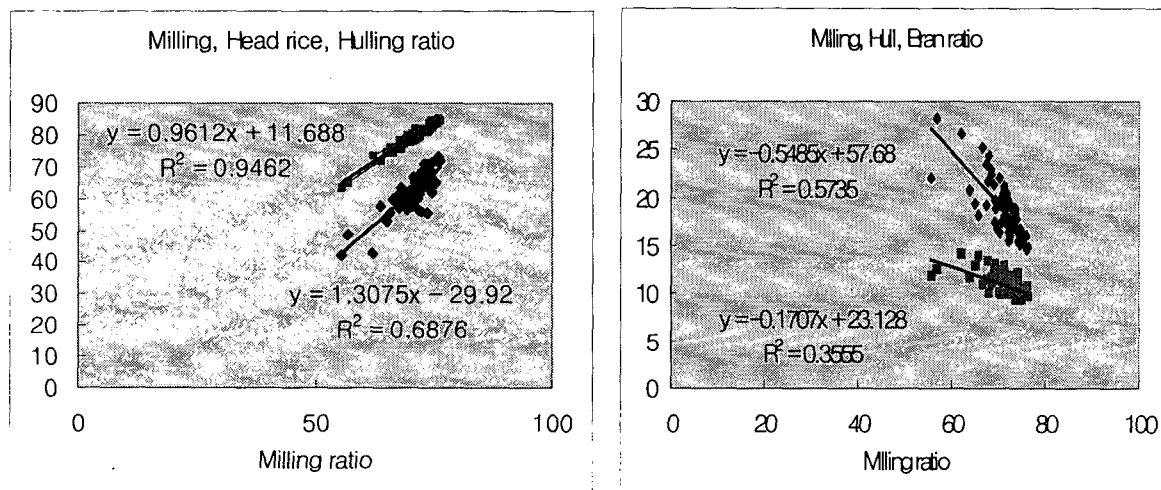 Milling, Head rice, Hulling ratio
90
80
70
60
50
40
30
20
10
0
y = 0.9612x + 11.688
R² = 0.9462
y = 1.3075x - 29.92
R² = 0.6876
0 50 100
Milling ratio
Milling, Hull, Bran ratio
30
25
20
15
10
5
0
y = -0.5485x + 57.68
R² = 0.5735
y = -0.1707x + 23.128
R² = 0.3555
0 20 40 60 80 100
Milling ratio